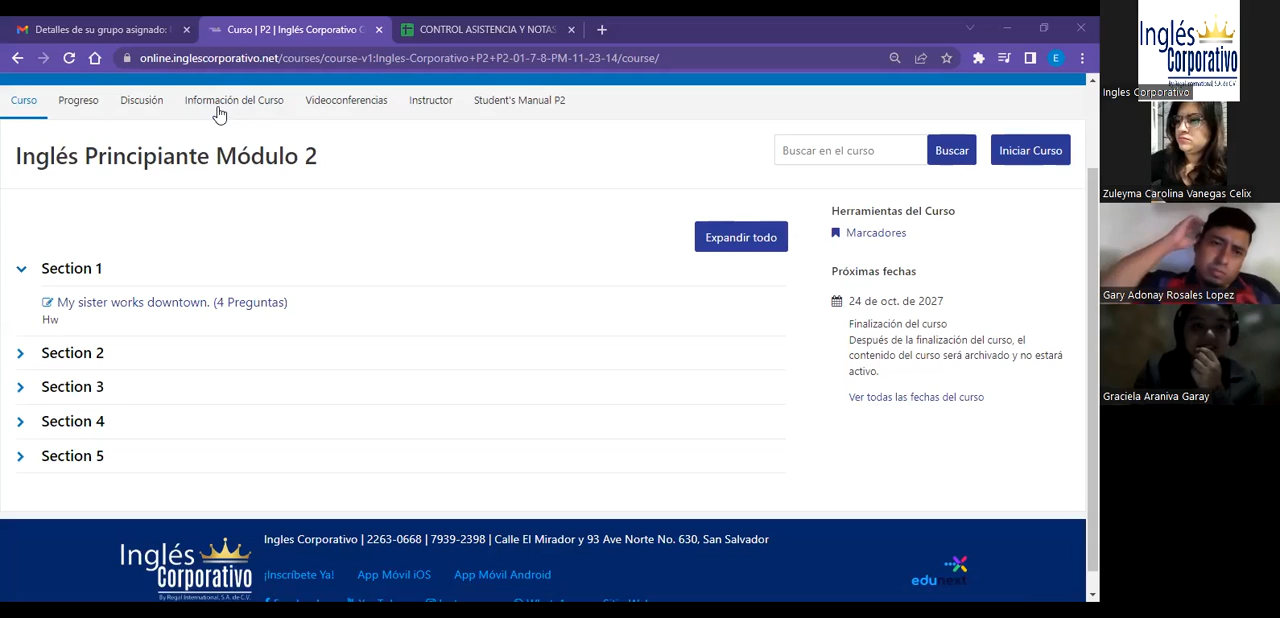 Detalles de su grupo asignado:
Curso | P2 | Inglés Corporativo C
CONTROL ASISTENCIA Y NOTAS
online.inglescorporativo.net/courses/course-v1:Ingles-Corporativo+P2+P2-01-7-8-PM-11-23-14/course/
E
Curso
Progreso
Discusión
Información del Curso
Videoconferencias
Instructor
Student's Manual P2
Inglés Principiante Módulo 2
Buscar en el curso
Buscar
Iniciar Curso
Expandir todo
Section 1
My sister works downtown. (4 Preguntas)
Hw
Section 2
Section 3
Section 4
Section 5
Herramientas del Curso
Marcadores
Próximas fechas
24 de oct. de 2027
Finalización del curso
Después de la finalización del curso, el
contenido del curso será archivado y no estará
activo.
Ver todas las fechas del curso
Inglés
Corporativo
By Regal International, S.A. de C.V.
Ingles Corporativo | 2263-0668 | 7939-2398 | Calle El Mirador y 93 Ave Norte No. 630, San Salvador
¡Inscríbete Ya!
App Móvil iOS
App Móvil Android
edunext
Inglés
Corporativo
Ingles Corporativo
Zuleyma Carolina Vanegas Celix
Gary Adonay Rosales Lopez
Graciela Araniva Garay